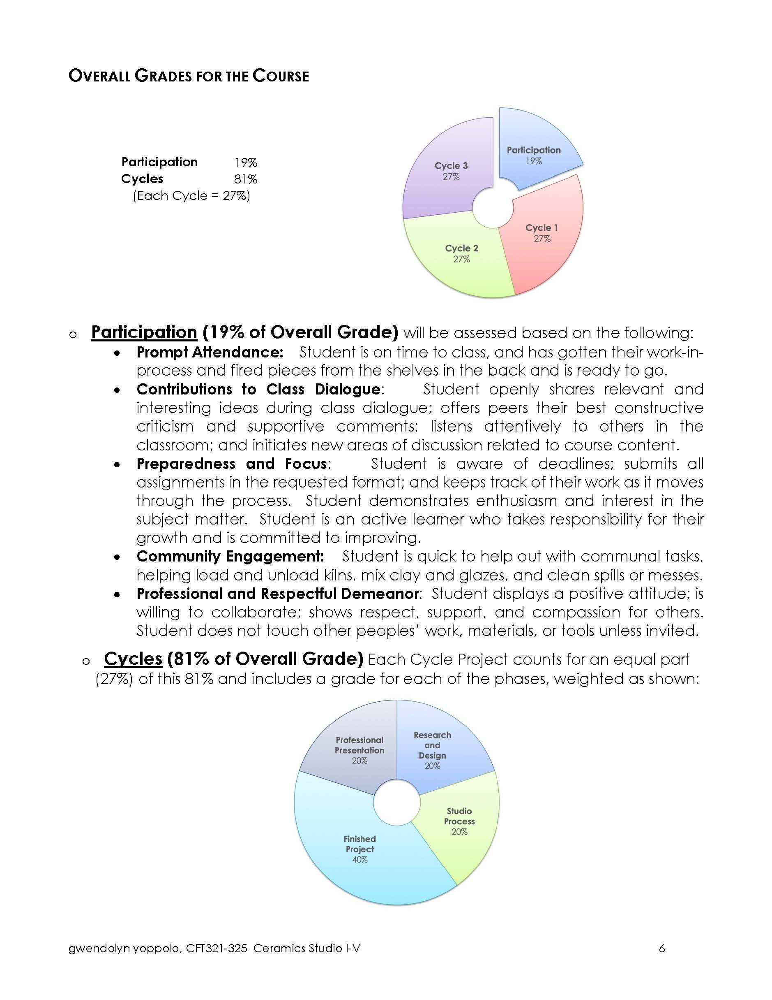 OVERALL GRADES FOR THE COURSE
Participation 19%
Cycles 81%
(Each Cycle = 27%)
Participation
19%
Cycle 3
27%
Cycle 1
27%
Cycle 2
27%
o Participation (19% of Overall Grade) will be assessed based on the following:
• Prompt Attendance: Student is on time to class, and has gotten their work-in-
process and fired pieces from the shelves in the back and is ready to go.
• Contributions to Class Dialogue: Student openly shares relevant and
interesting ideas during class dialogue; offers peers their best constructive
criticism and supportive comments; listens attentively to others in the
classroom; and initiates new areas of discussion related to course content.
• Preparedness and Focus: Student is aware of deadlines; submits all
assignments in the requested format; and keeps track of their work as it moves
through the process. Student demonstrates enthusiasm and interest in the
subject matter. Student is an active learner who takes responsibility for their
growth and is committed to improving.
• Community Engagement: Student is quick to help out with communal tasks,
helping load and unload kilns, mix clay and glazes, and clean spills or messes.
• Professional and Respectful Demeanor: Student displays a positive attitude; is
willing to collaborate; shows respect, support, and compassion for others.
Student does not touch other peoples' work, materials, or tools unless invited.
o Cycles (81% of Overall Grade) Each Cycle Project counts for an equal part
(27%) of this 81% and includes a grade for each of the phases, weighted as shown:
Professional
Presentation
20%
Research
and
Design
20%
Studio
Process
20%
Finished
Project
40%
gwendolyn yoppolo, CFT321-325 Ceramics Studio I-V 6